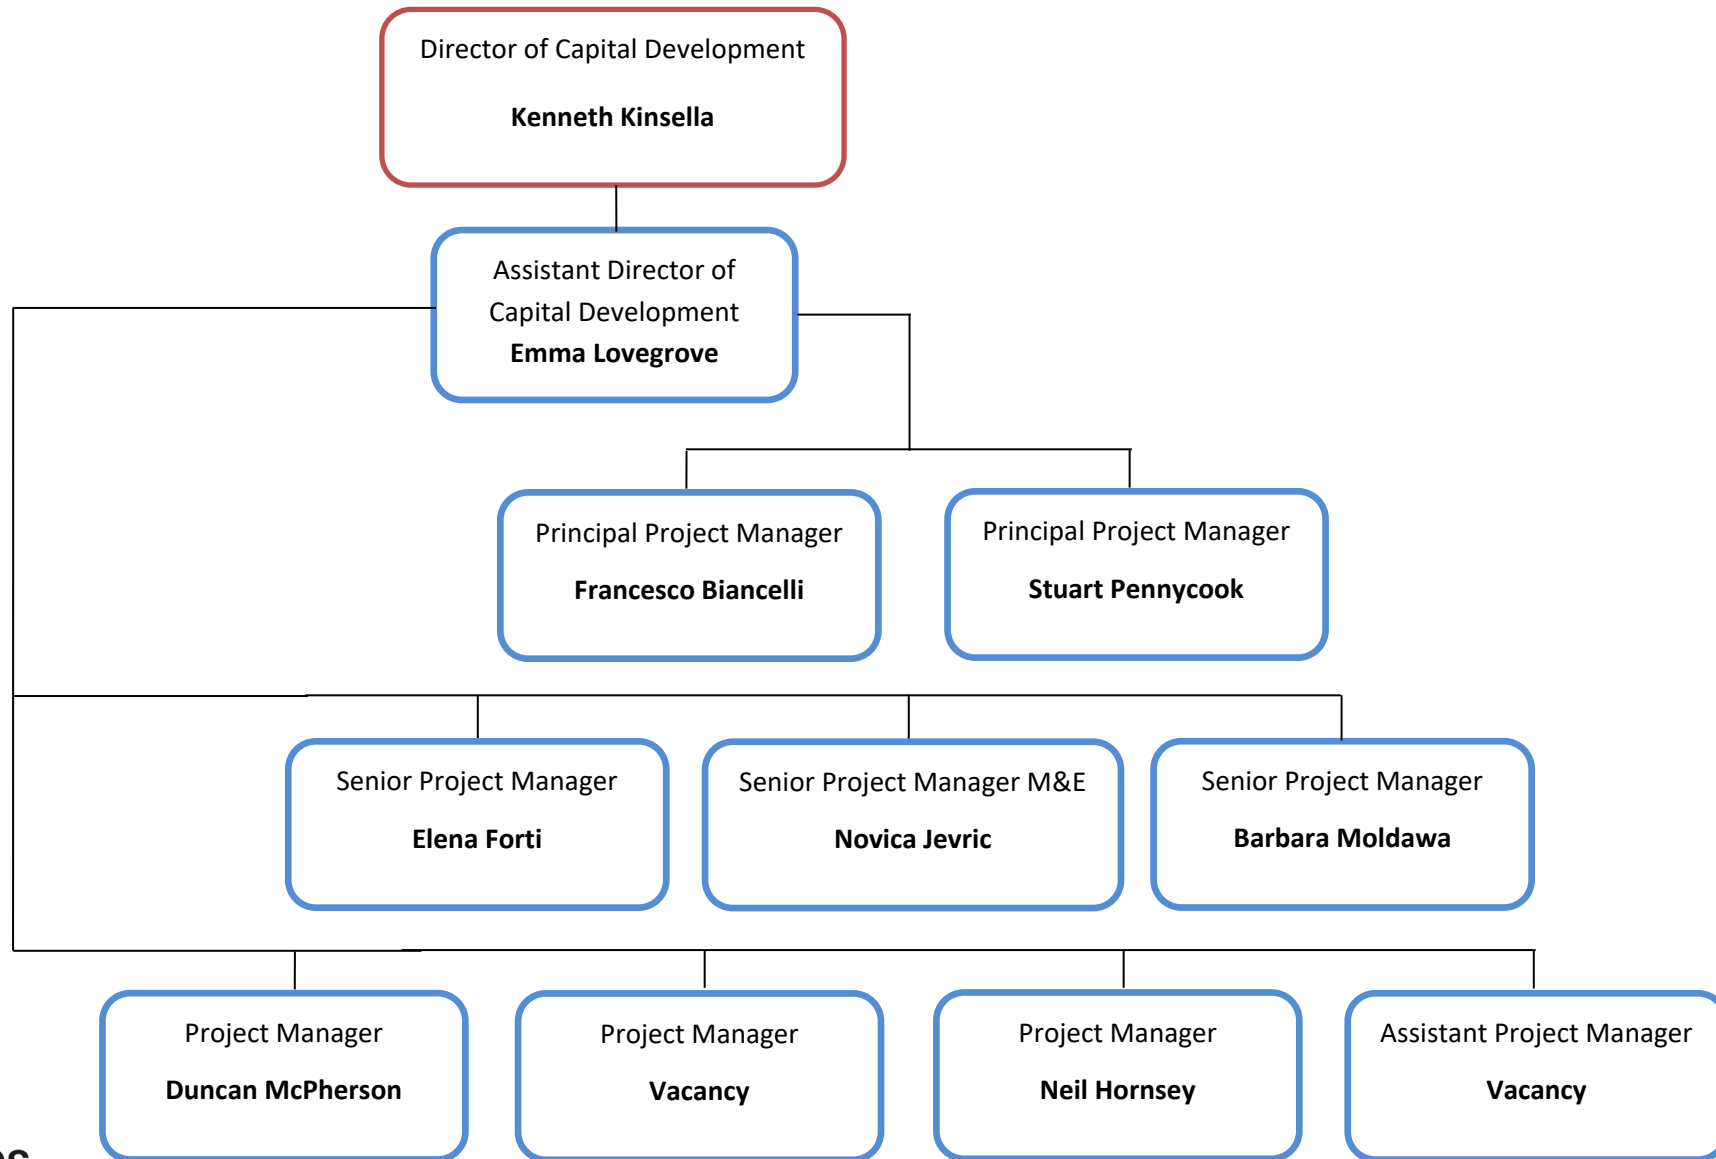 Director of Capital Development
Kenneth Kinsella
Assistant Director of
Capital Development
Emma Lovegrove
Principal Project Manager
Francesco Biancelli
Principal Project Manager
Stuart Pennycook
Senior Project Manager
Elena Forti
Senior Project Manager M&E
Novica Jevric
Senior Project Manager
Barbara Moldawa
Project Manager
Duncan McPherson
Project Manager
Vacancy
Project Manager
Neil Hornsey
Assistant Project Manager
Vacancy